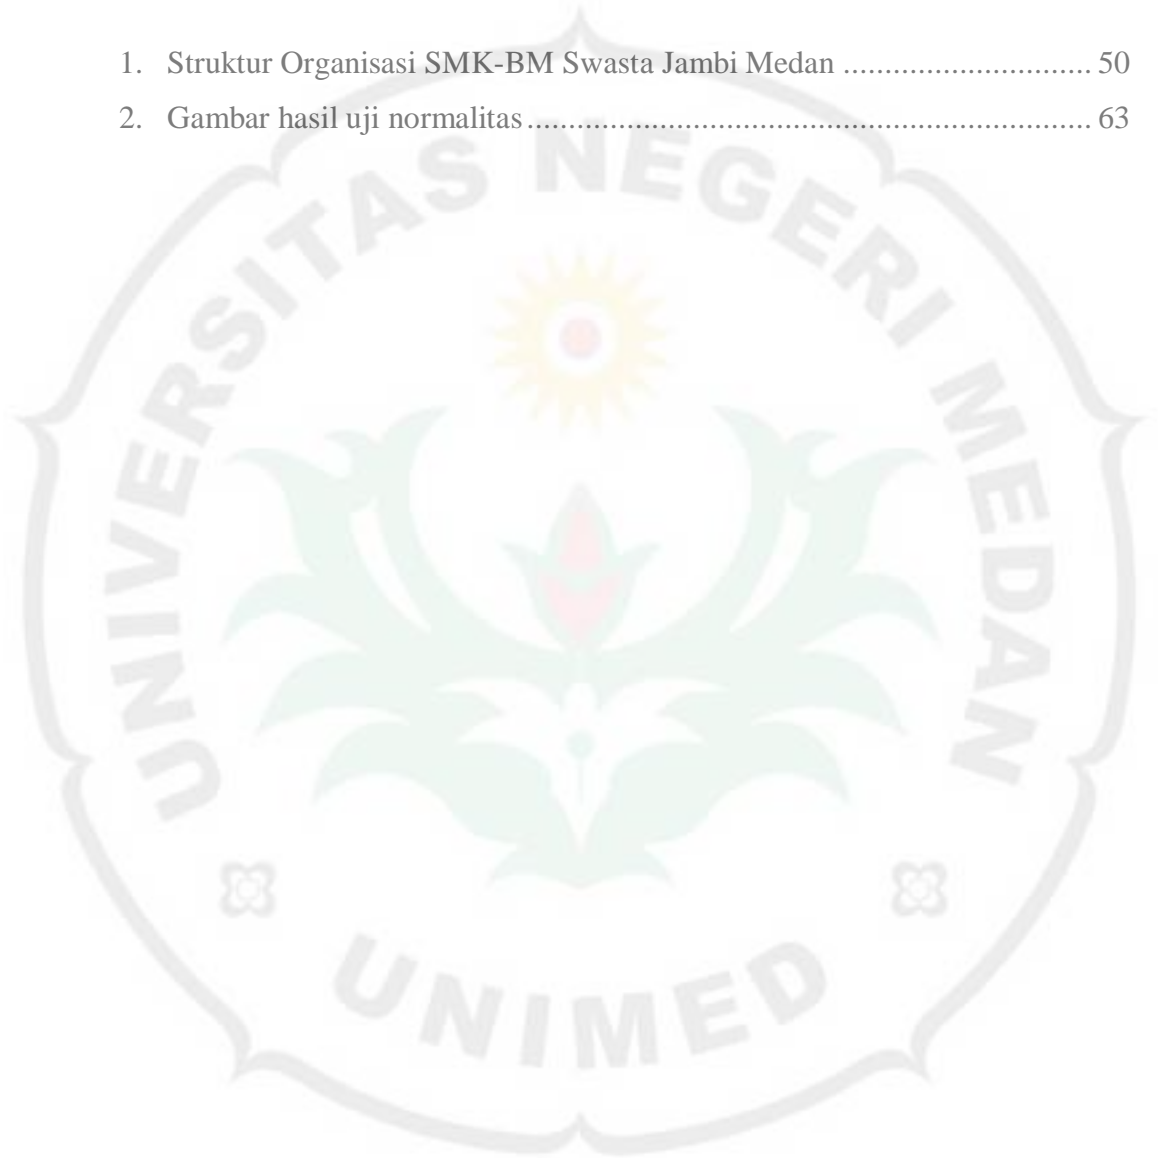 1. Struktur Organisasi SMK-BM Swasta Jambi Medan .............................. 50
2. Gambar hasil uji normalitas.................................................................... 63
UNIVERSITAS NEGERI MEDAN
UNIMED